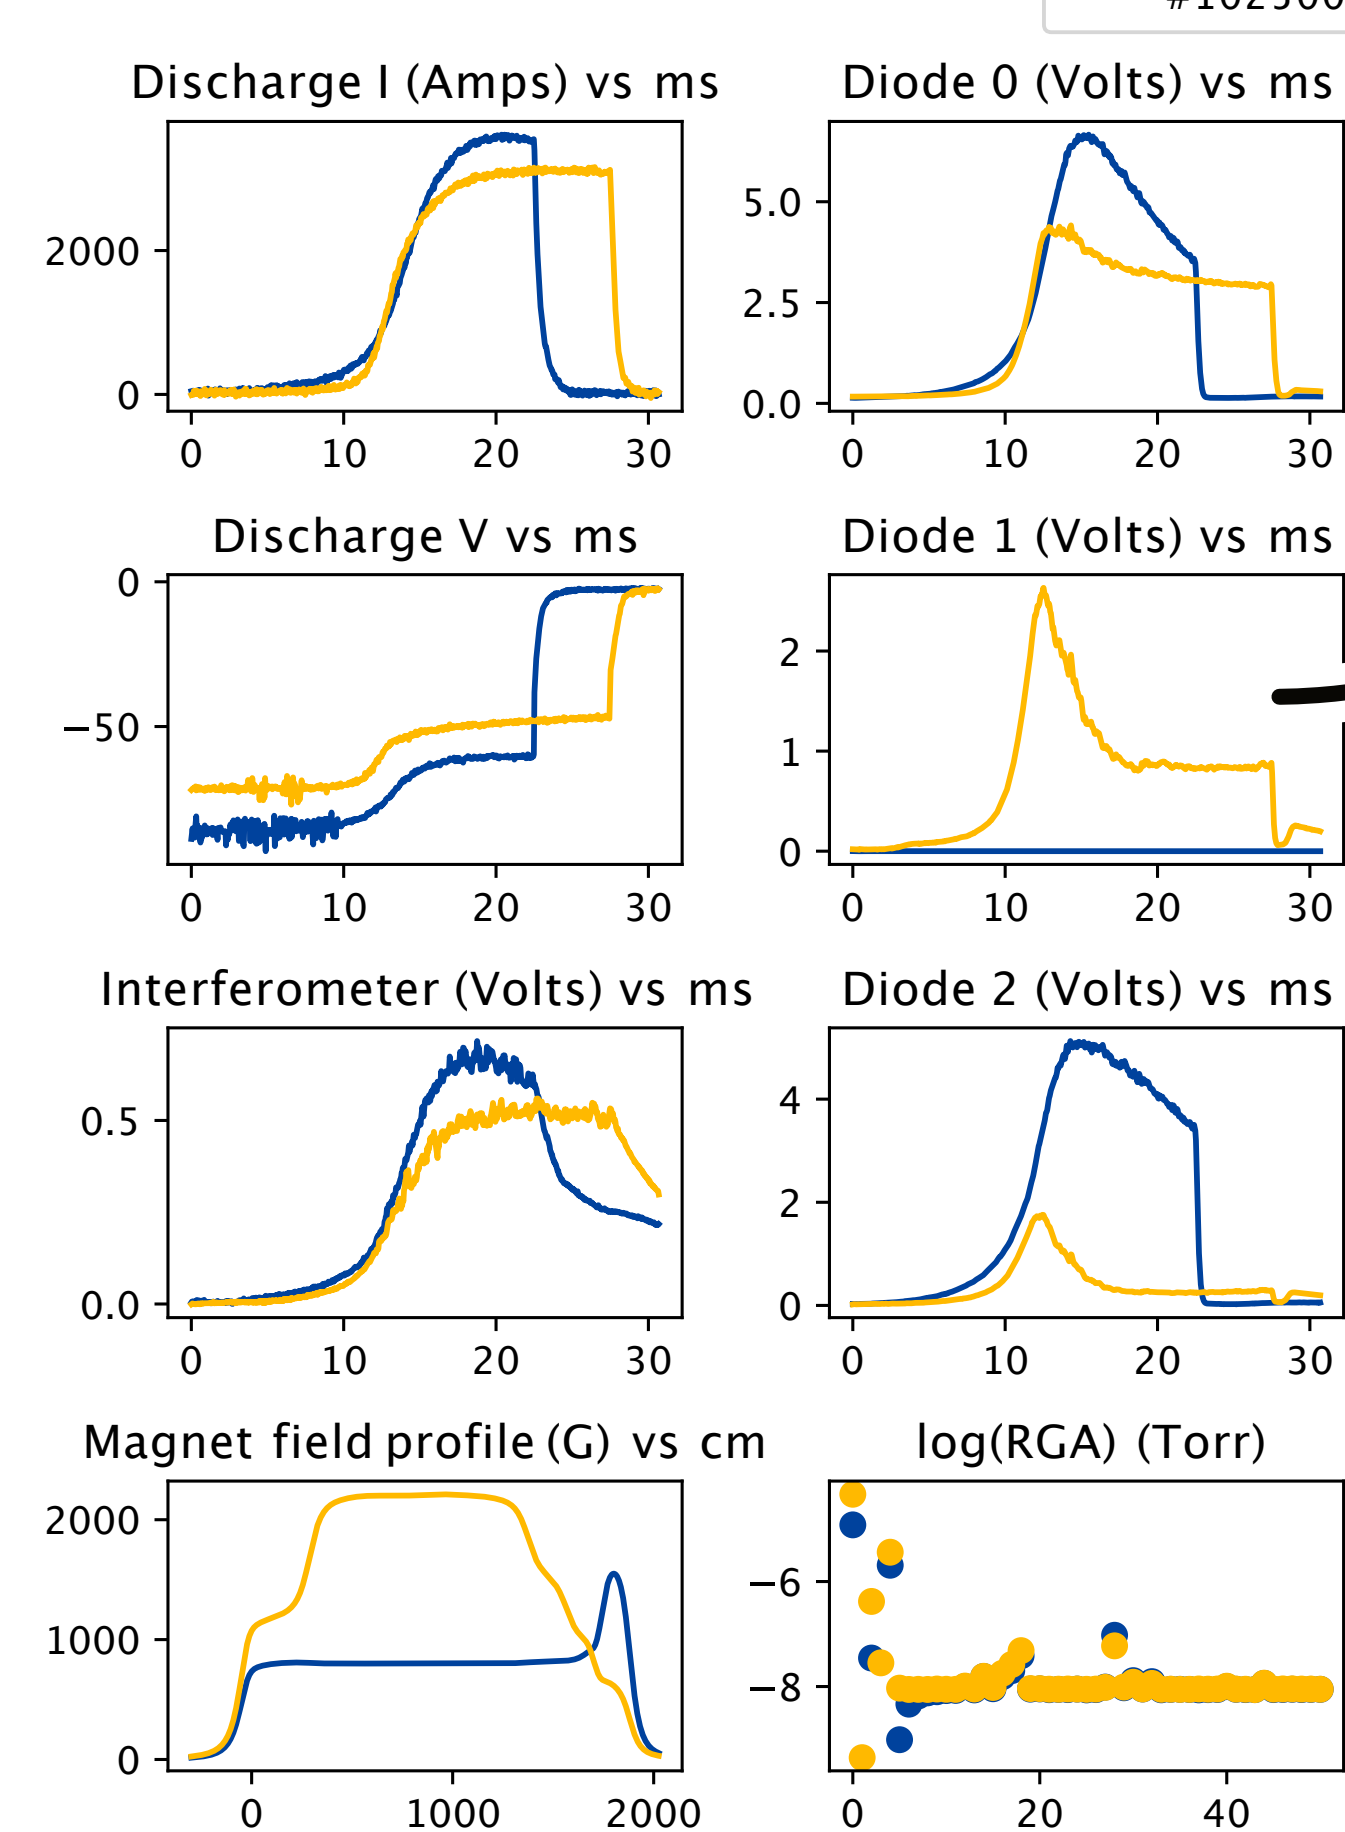 Discharge I (Amps) vs ms
Diode 0 (Volts) vs ms
2000
0
0 10 20 30
5.0
2.5
0.0
0 10 20 30
Discharge V vs ms
Diode 1 (Volts) vs ms
0
−50
0 10 20 30
2
1
0
0 10 20 30
Interferometer (Volts) vs ms
Diode 2 (Volts) vs ms
0.5
0.0
0 10 20 30
4
2
0
0 10 20 30
Magnet field profile (G) vs cm
log(RGA) (Torr)
2000
1000
0
0 1000 2000
−6
−8
0 20 40